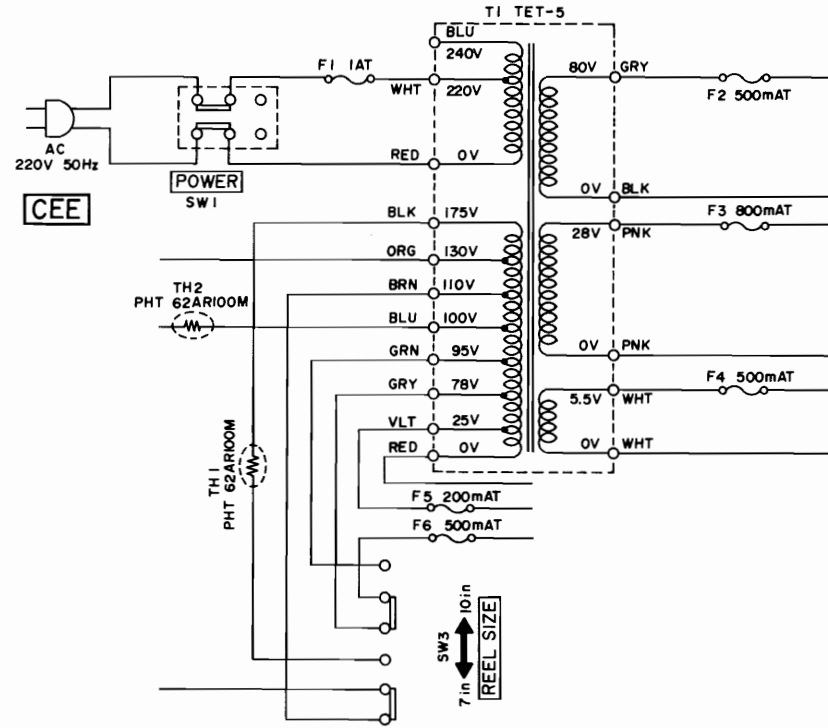 T1 TET-5
BLU
240V
F1 1AT
WHT
220V
80V
GRY
F2 500mAT
AC
220V 50Hz
RED
0V
POWER
SW1
CEE
0V
BLK
BLK
175V
28V
PNK
F3 800mAT
ORG
130V
TH2
PHT 62AR100M
BRN
110V
BLU
100V
GRN
95V
0V
PNK
GRY
78V
5.5V
WHT
F4 500mAT
VLT
25V
RED
0V
0V
WHT
TH1
PHT 62AR100M
F5 200mAT
F6 500mAT
SW3
7in
10in
REEL SIZE